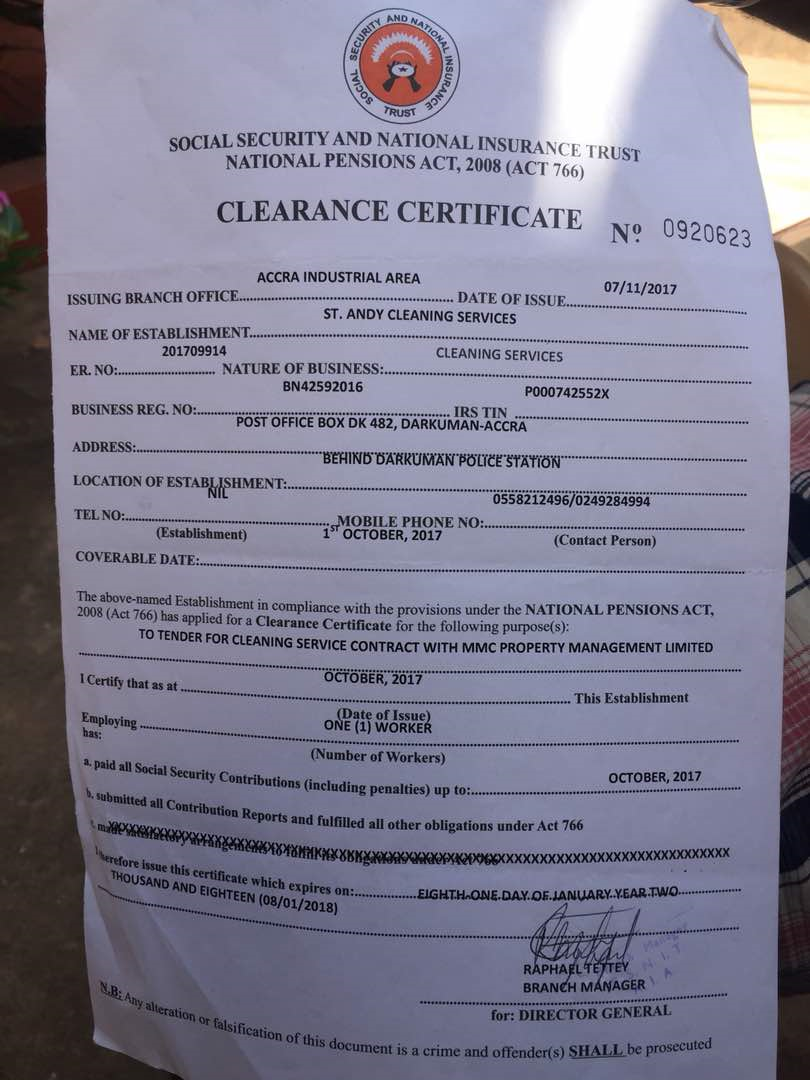 SOCIAL SECURITY AND NATIONAL INSURANCE
TRUST
SOCIAL SECURITY AND NATIONAL INSURANCE TRUST
NATIONAL PENSIONS ACT, 2008 (ACT 766)
CLEARANCE CERTIFICATE Nº 0920623
ACCRA INDUSTRIAL AREA 07/11/2017
ISSUING BRANCH OFFICE DATE OF ISSUE
ST. ANDY CLEANING SERVICES
NAME OF ESTABLISHMENT
201709914 CLEANING SERVICES
ER. NO: NATURE OF BUSINESS:
BN42592016 P000742552X
BUSINESS REG. NO: IRS TIN
POST OFFICE BOX DK 482, DARKUMAN-ACCRA
ADDRESS:
BEHIND DARKUMAN POLICE STATION
LOCATION OF ESTABLISHMENT:
NIL 0558212496/0249284994
TEL NO: MOBILE PHONE NO:
(Establishment) 1ST OCTOBER, 2017 (Contact Person)
COVERABLE DATE:
The above-named Establishment in compliance with the provisions under the NATIONAL PENSIONS ACT,
2008 (Act 766) has applied for a Clearance Certificate for the following purpose(s):
TO TENDER FOR CLEANING SERVICE CONTRACT WITH MMC PROPERTY MANAGEMENT LIMITED
OCTOBER, 2017
I Certify that as at This Establishment
(Date of Issue)
Employing ONE (1) WORKER
has:
(Number of Workers)
a. paid all Social Security Contributions (including penalties) up to: OCTOBER, 2017
b. submitted all Contribution Reports and fulfilled all other obligations under Act 766
c. made satisfactory arrangements to fulfil its obligations under Act 766
I therefore issue this certificate which expires on: EIGHTH-ONE DAY OF JANUARY YEAR TWO
THOUSAND AND EIGHTEEN (08/01/2018)
Manager
RAPHAEL TETTEY
BRANCH MANAGER
for: DIRECTOR GENERAL
N.B: Any alteration or falsification of this document is a crime and offender(s) SHALL be prosecuted